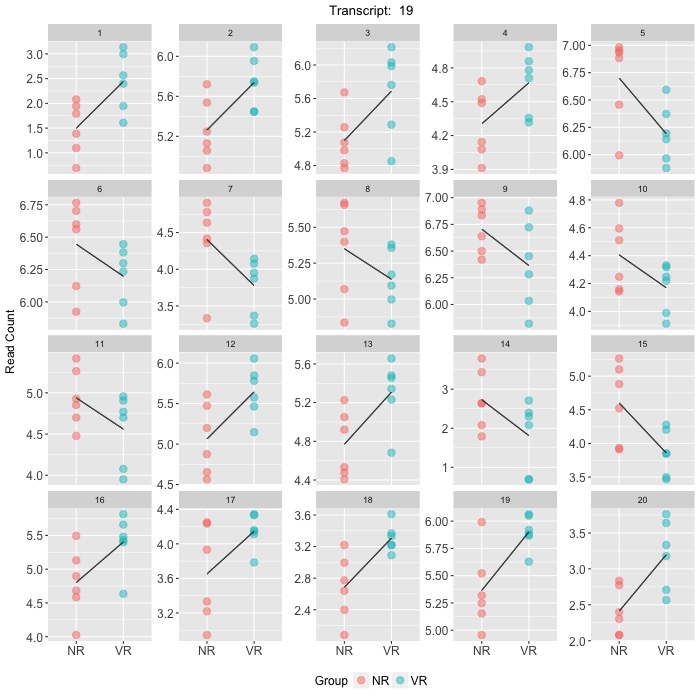 Transcript: 19
1 2 3 4 5
3.0 2.5 2.0 1.5 1.0
6.0 5.6 5.2
6.0 5.6 5.2 4.8
4.8 4.5 4.2 3.9
7.00 6.75 6.50 6.25 6.00
6 7 8 9 10
6.75 6.50 6.25 6.00
4.5 4.0 3.5
5.50 5.25 5.00
7.00 6.75 6.50 6.25 6.00
4.8 4.6 4.4 4.2 4.0
Read Count
11 12 13 14 15
5.0 4.5 4.0
6.0 5.5 5.0 4.5
5.6 5.2 4.8 4.4
3 2 1
5.0 4.5 4.0 3.5
16 17 18 19 20
5.5 5.0 4.5 4.0
4.4 4.0 3.6 3.2
3.6 3.2 2.8 2.4
6.00 5.75 5.50 5.25 5.00
3.5 3.0 2.5 2.0
NR VR NR VR NR VR NR VR NR VR
Group NR VR